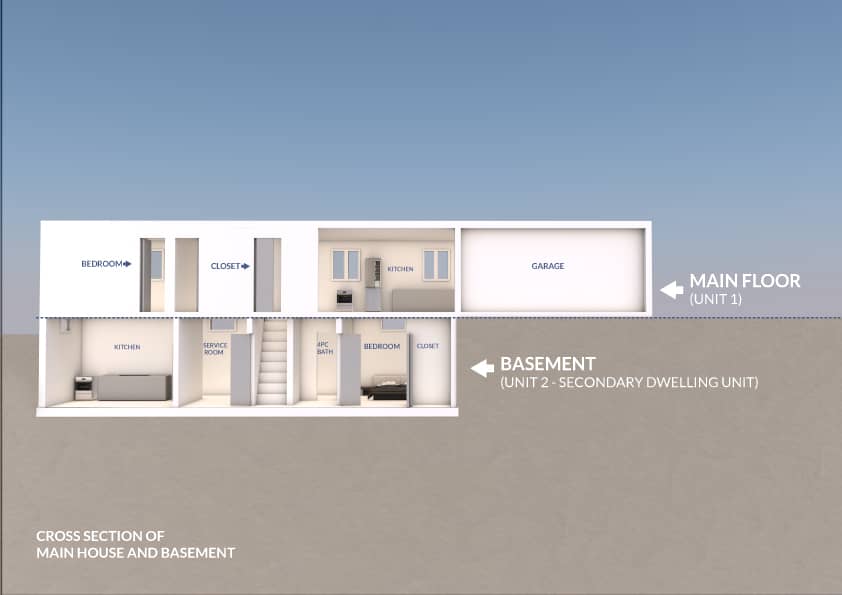 BEDROOM
CLOSET
KITCHEN
GARAGE
MAIN FLOOR
(UNIT 1)
KITCHEN
SERVICE
ROOM
4PC
BATH
BEDROOM
CLOSET
BASEMENT
(UNIT 2 - SECONDARY DWELLING UNIT)
CROSS SECTION OF
MAIN HOUSE AND BASEMENT